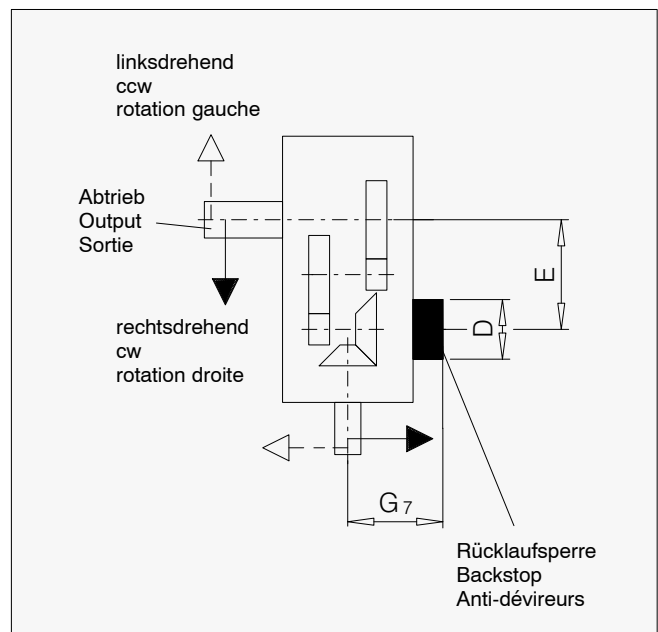 linksdrehend
ccw
rotation gauche
Abtrieb
Output
Sortie
E
D
rechtsdrehend
cw
rotation droite
G7
Rücklaufsperre
Backstop
Anti-dévireurs